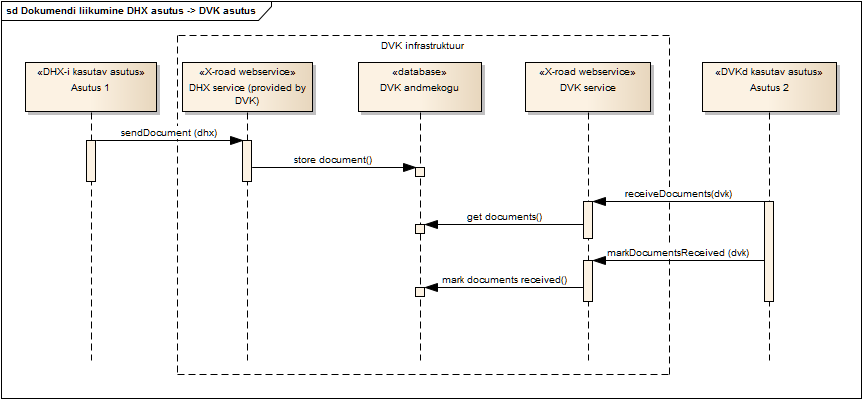 sd Dokumendi liikumine DHX asutus -> DVK asutus
DVK infrastruktuur
«DHX-i kasutav asutus»
Asutus 1
«X-road webservice»
DHX service (provided by
DVK)
«database»
DVK andmekogu
«X-road webservice»
DVK service
«DVKd kasutav asutus»
Asutus 2
sendDocument (dhx)
store document()
receiveDocuments(dvk)
get documents()
markDocumentsReceived (dvk)
mark documents received()